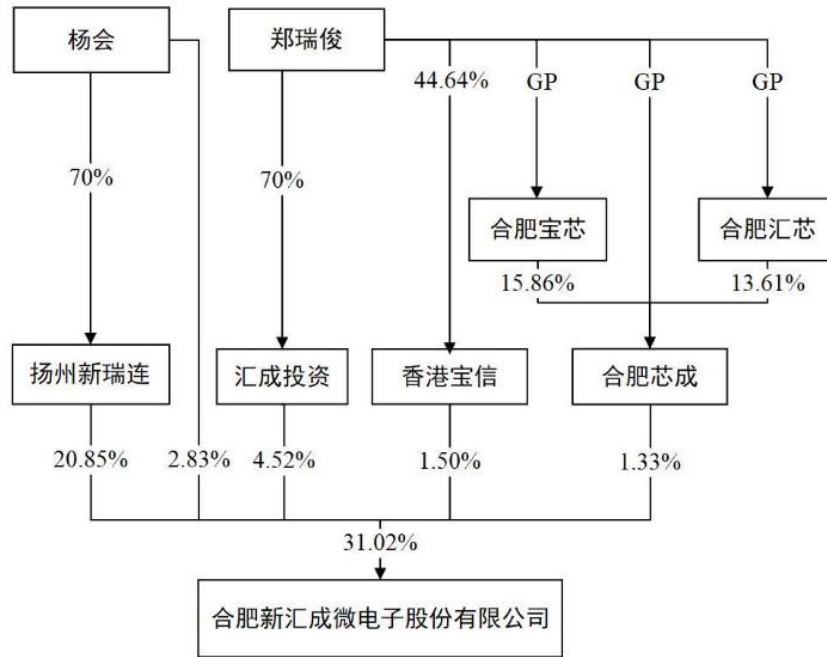 杨会
郑瑞俊
44.64%
GP
GP
GP
70%
70%
合肥宝芯
合肥汇芯
15.86%
13.61%
扬州新瑞连
汇成投资
香港宝信
合肥芯成
20.85%
2.83%
4.52%
1.50%
1.33%
31.02%
合肥新汇成微电子股份有限公司